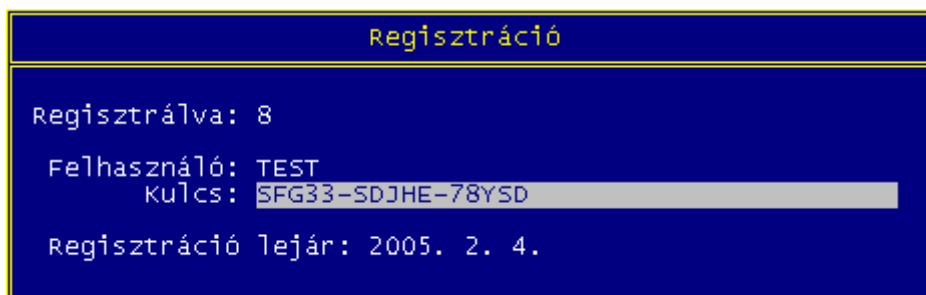 Regisztráció
Regisztrálva: 8
Felhasználó: TEST
Kulcs: SFG33-SDJHE-78YSD
Regisztráció lejár: 2005. 2. 4.